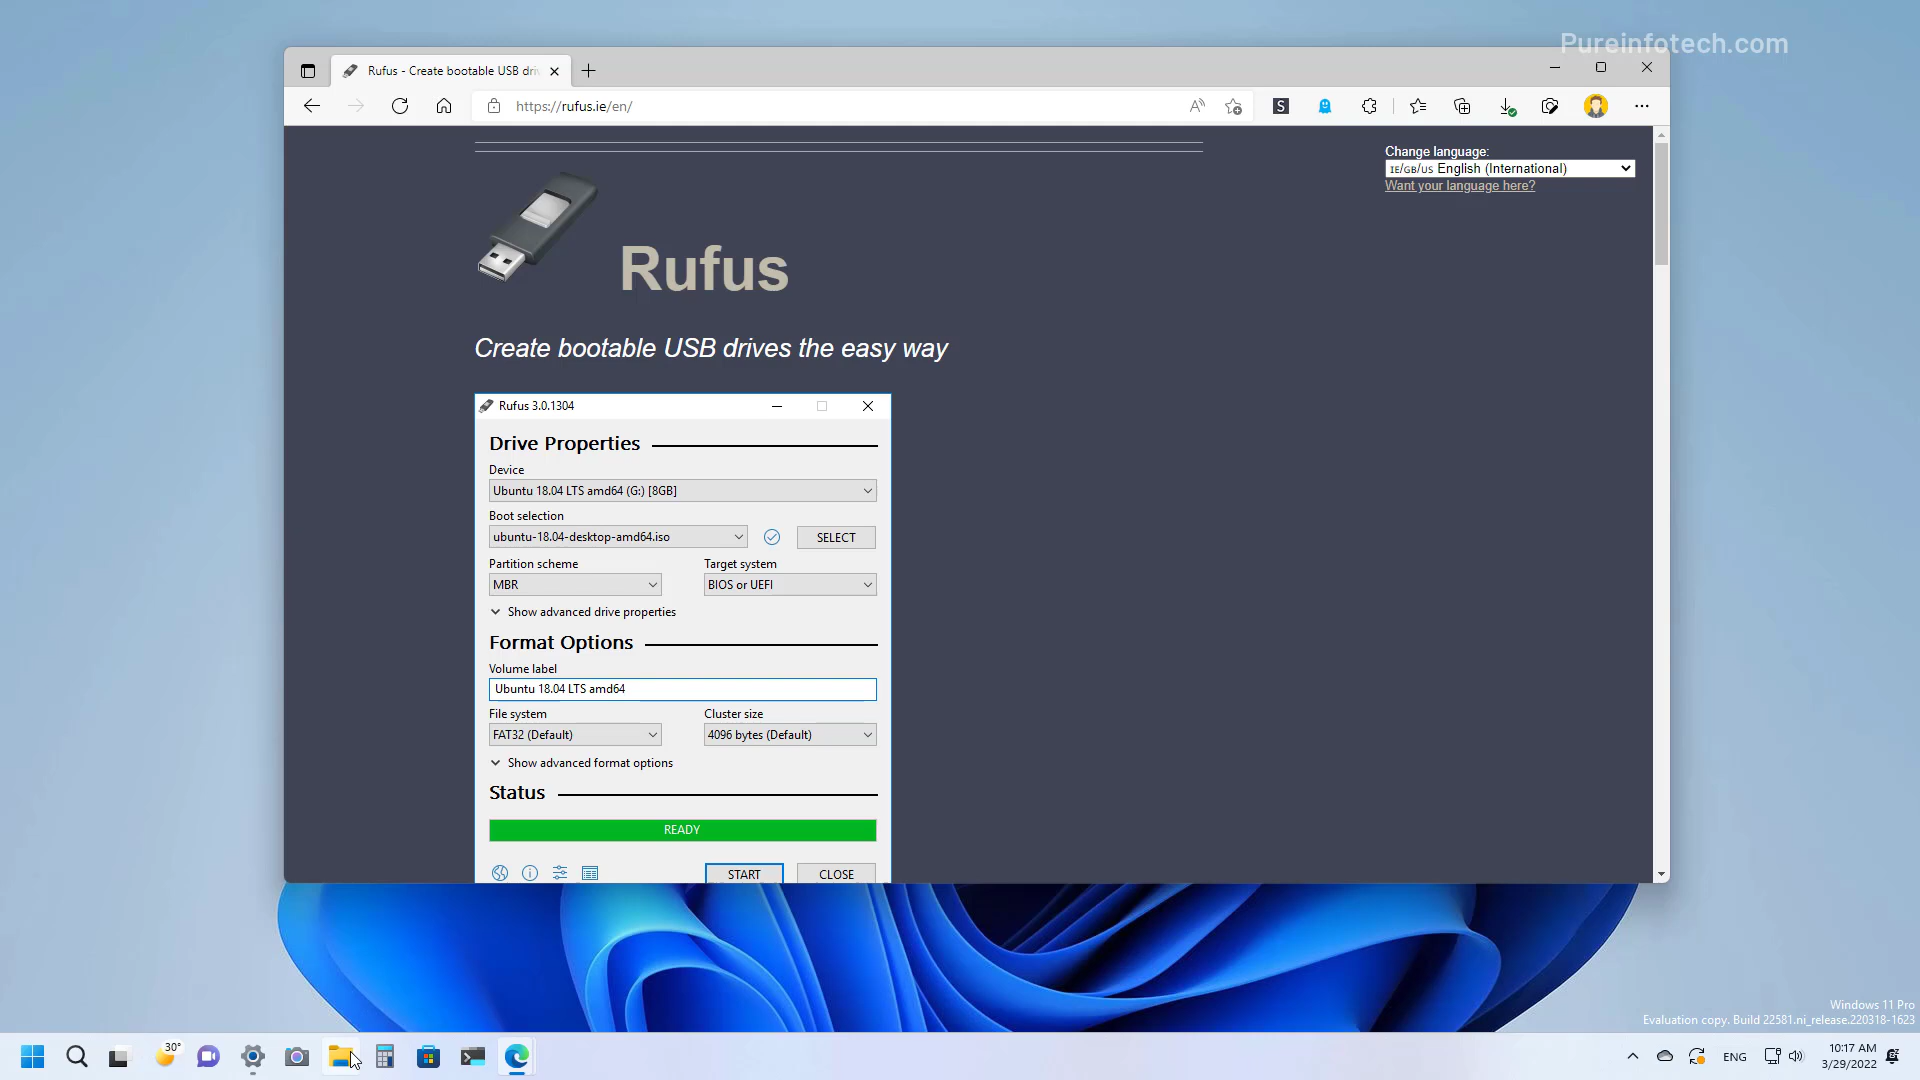 Pureinfotech.com
Rufus - Create bootable USB dri
https://rufus.ie/en/
S
Change language:
IE/GB/US English (International)
Want your language here?
Rufus
Create bootable USB drives the easy way
Rufus 3.0.1304
Drive Properties
Device
Ubuntu 18.04 LTS amd64 (G:) [8GB]
Boot selection
ubuntu-18.04-desktop-amd64.iso
SELECT
Partition scheme
Target system
MBR
BIOS or UEFI
Show advanced drive properties
Format Options
Volume label
Ubuntu 18.04 LTS amd64
File system
Cluster size
FAT32 (Default)
4096 bytes (Default)
Show advanced format options
Status
READY
START
CLOSE
Windows 11 Pro
Evaluation copy. Build 22581.ni_release.220318-1623
30°
ENG
10:17 AM
3/29/2022